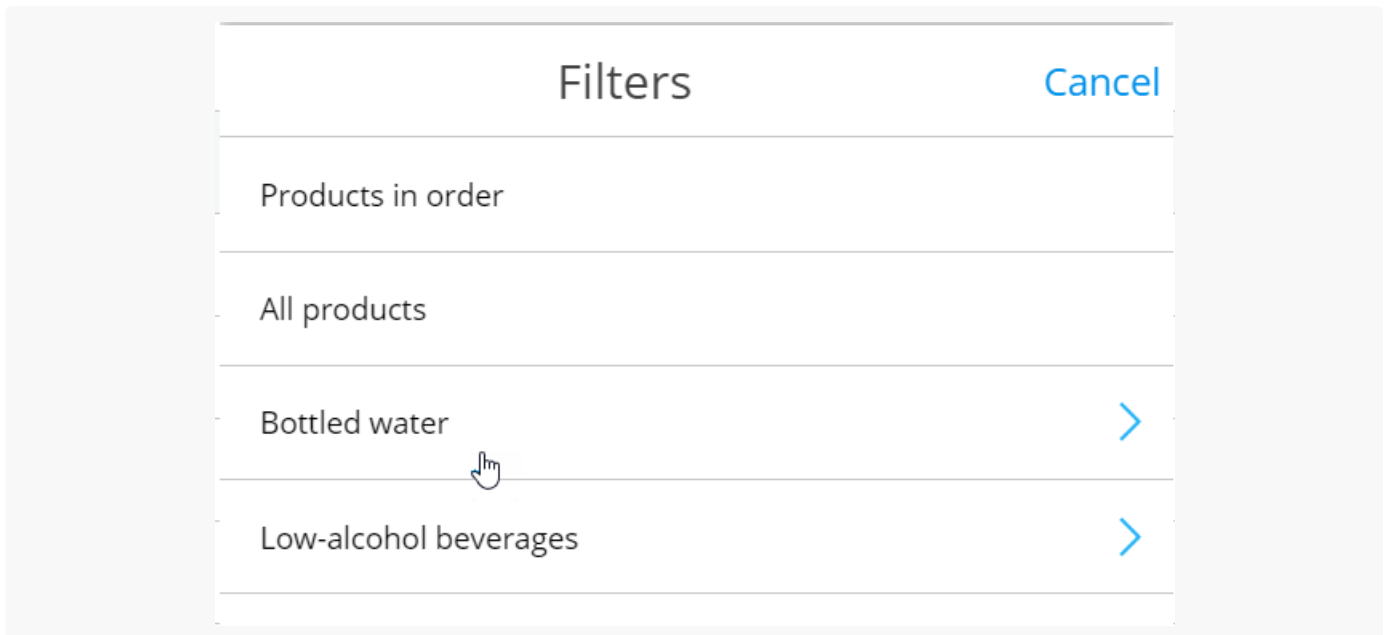 Filters
Cancel
Products in order
All products
Bottled water
Low-alcohol beverages